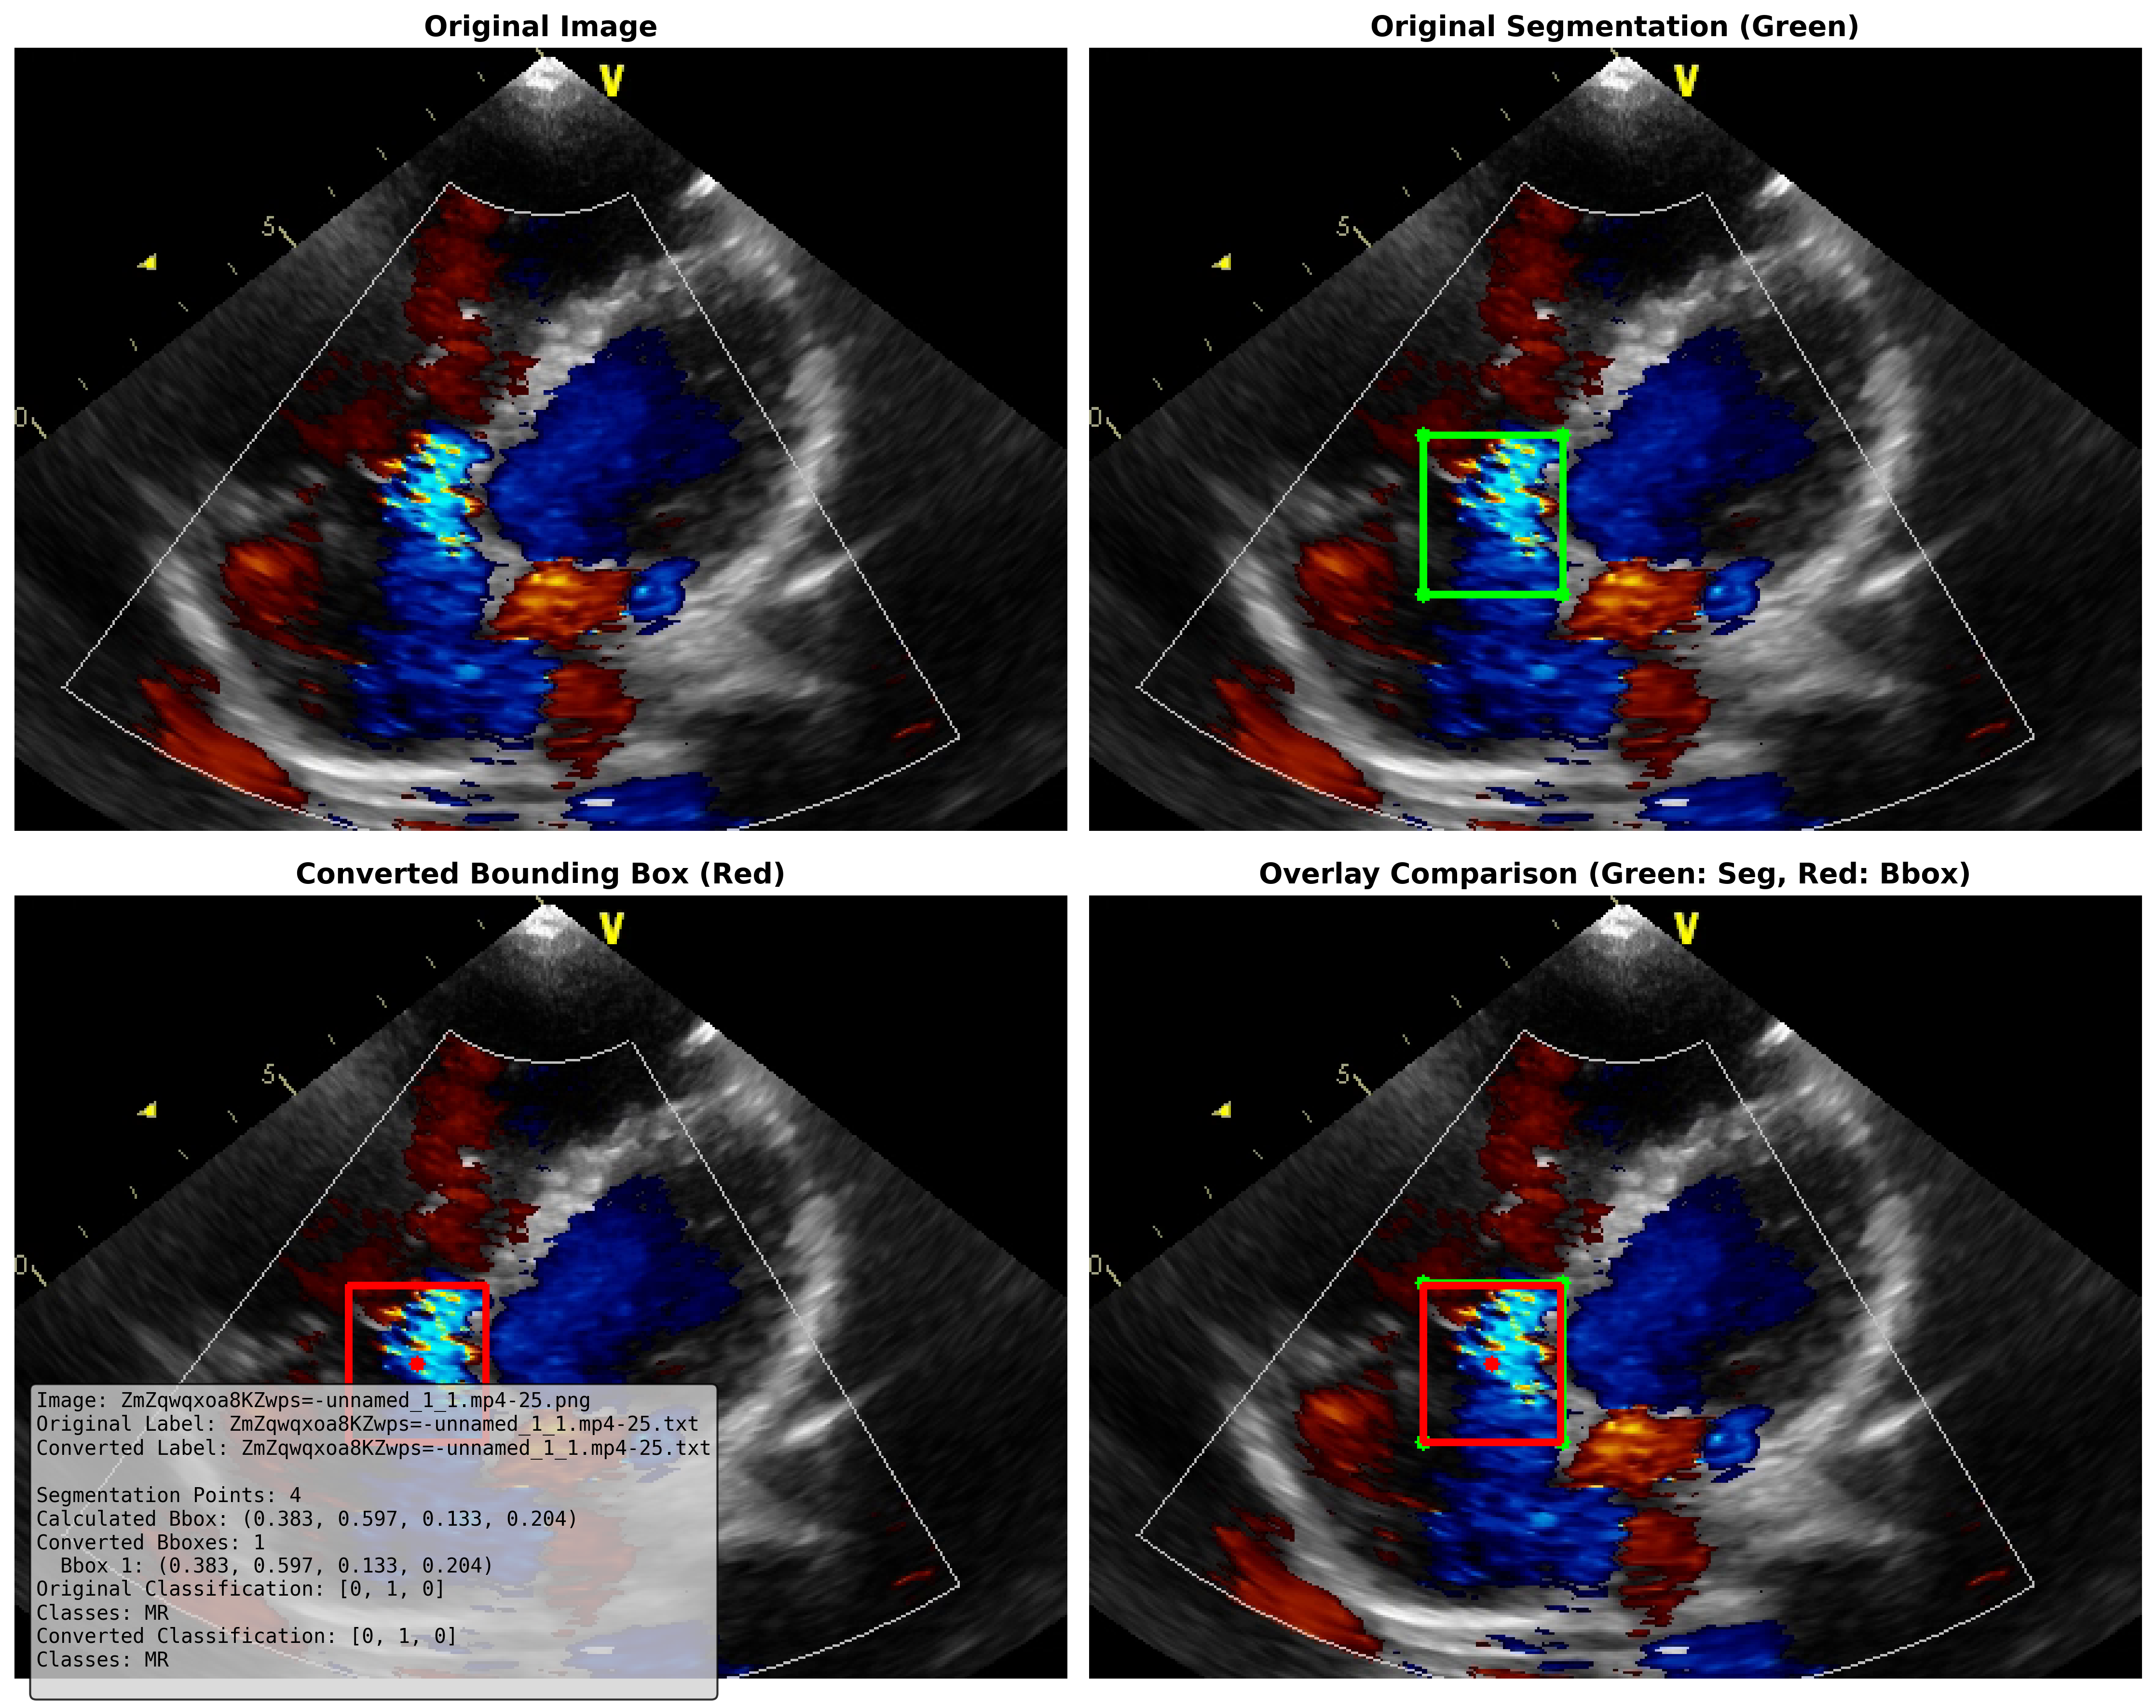 Original Image
Original Segmentation (Green)
V
5
0
V
5
0
Converted Bounding Box (Red)
Overlay Comparison (Green: Seg, Red: Bbox)
V
5
0
V
5
0
Image: ZmZqwqxoa8KZwps=-unnamed_1_1.mp4-25.png
Original Label: ZmZqwqxoa8KZwps=-unnamed_1_1.mp4-25.txt
Converted Label: ZmZqwqxoa8KZwps=-unnamed_1_1.mp4-25.txt
Segmentation Points: 4
Calculated Bbox: (0.383, 0.597, 0.133, 0.204)
Converted Bboxes: 1
Bbox 1: (0.383, 0.597, 0.133, 0.204)
Original Classification: [0, 1, 0]
Classes: MR
Converted Classification: [0, 1, 0]
Classes: MR